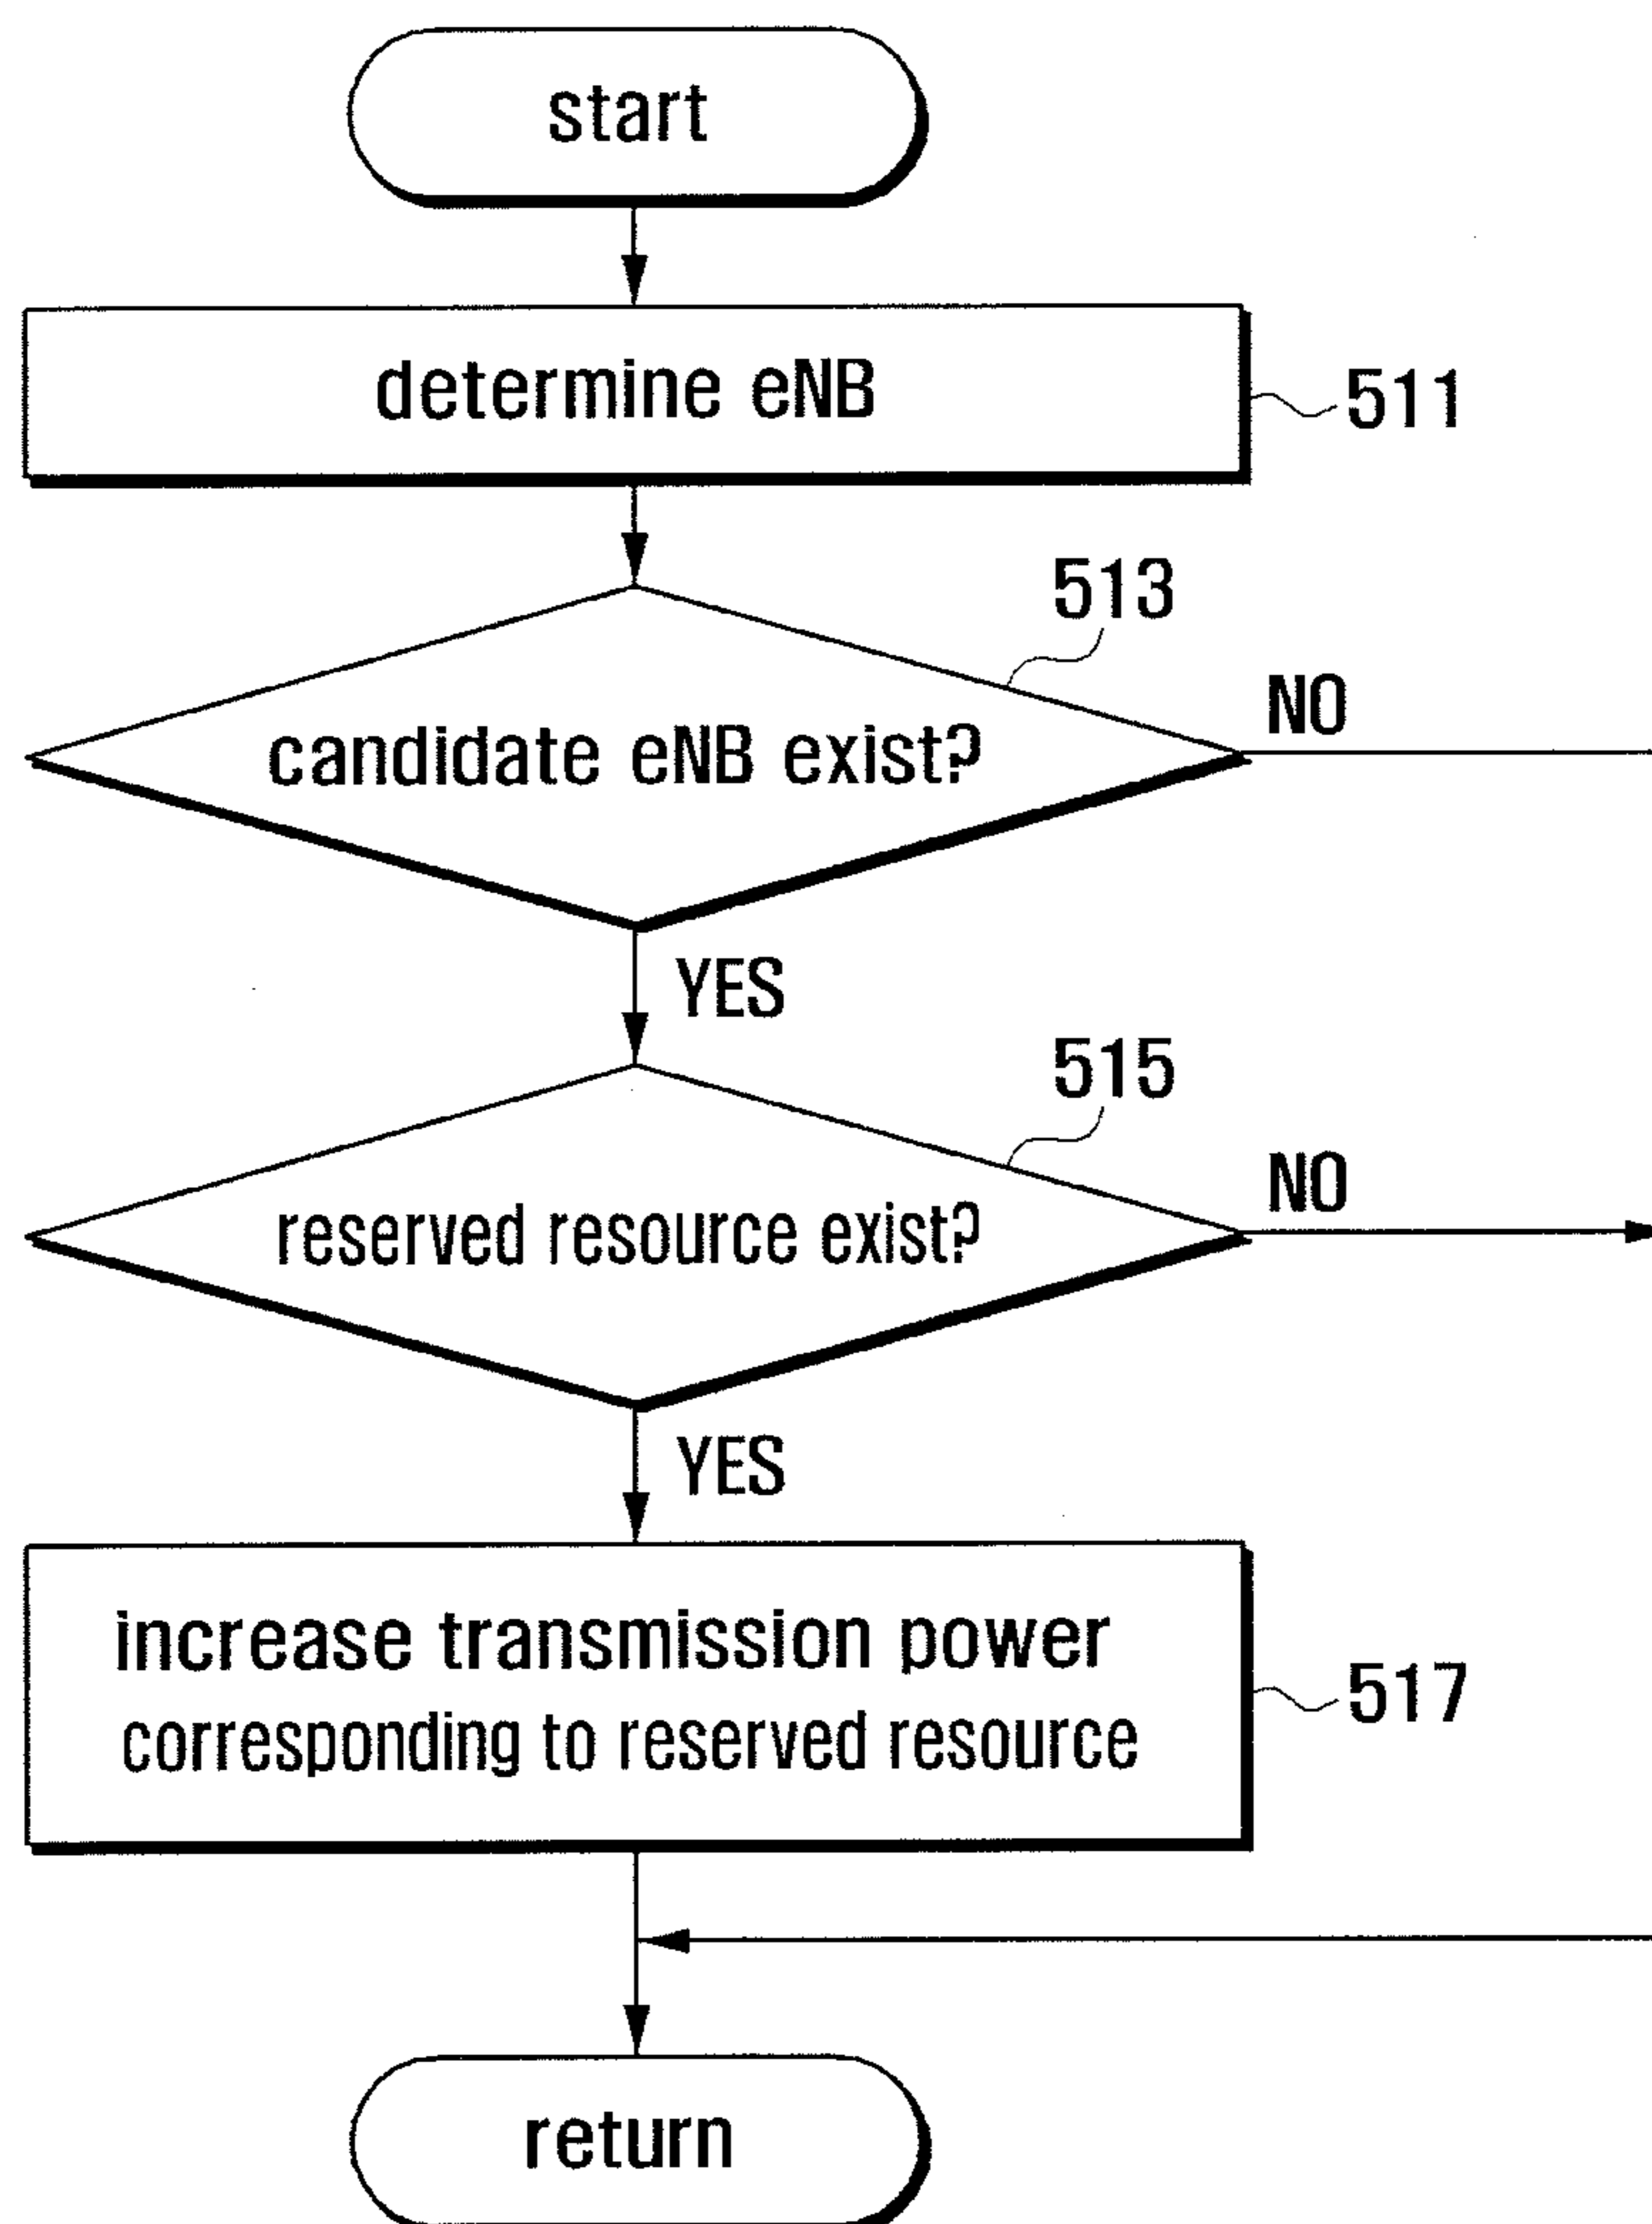 start
determine eNB
511
513
candidate eNB exist?
NO
YES
515
reserved resource exist?
NO
YES
increase transmission power
corresponding to reserved resource
517
return